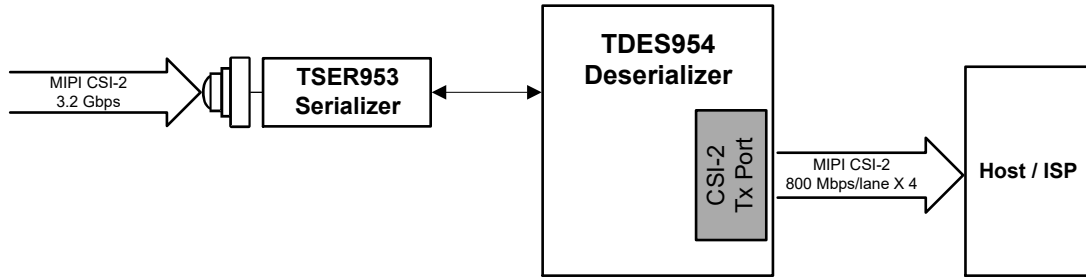 MIPI CSI-2
3.2 Gbps
TSER953
Serializer
TDES954
Deserializer
CSI-2
Tx Port
MIPI CSI-2
800 Mbps/lane X 4
Host / ISP